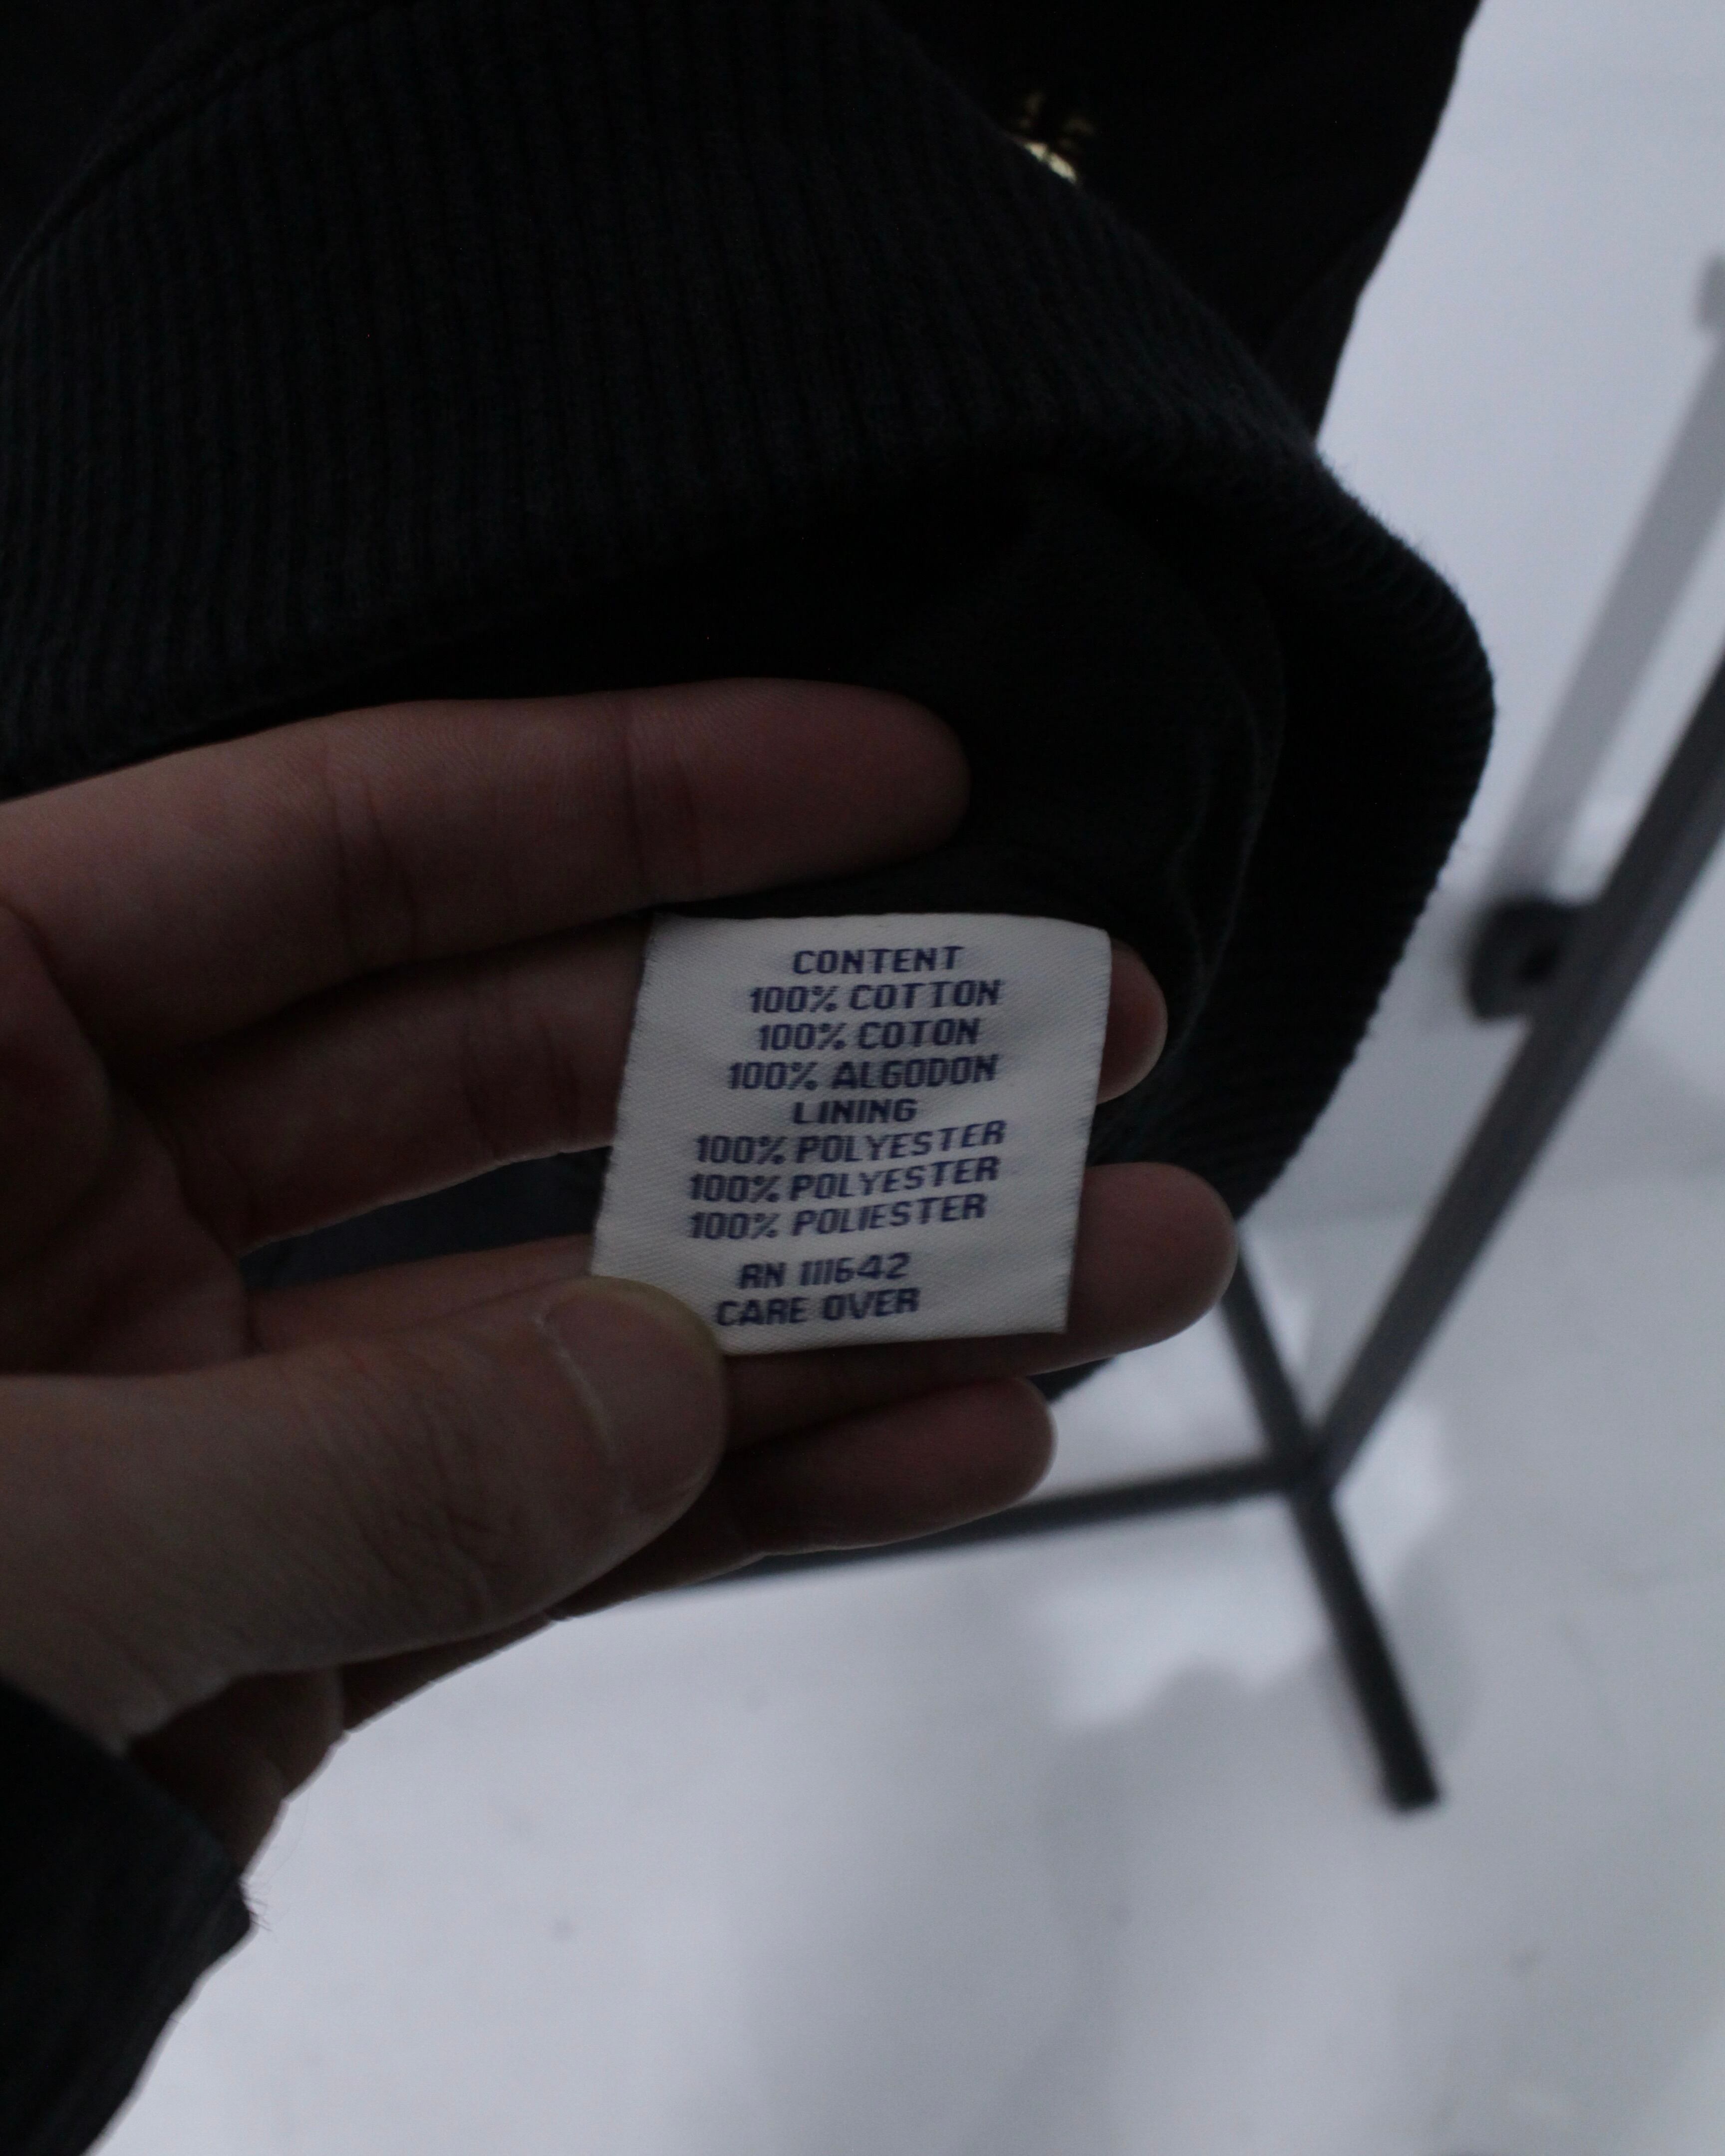 CONTENT
100% COTTON
100% COTON
100% ALGODON
LINING
100% POLYESTER
100% POLYESTER
100% POLIESTER
RN 111642
CARE OVER